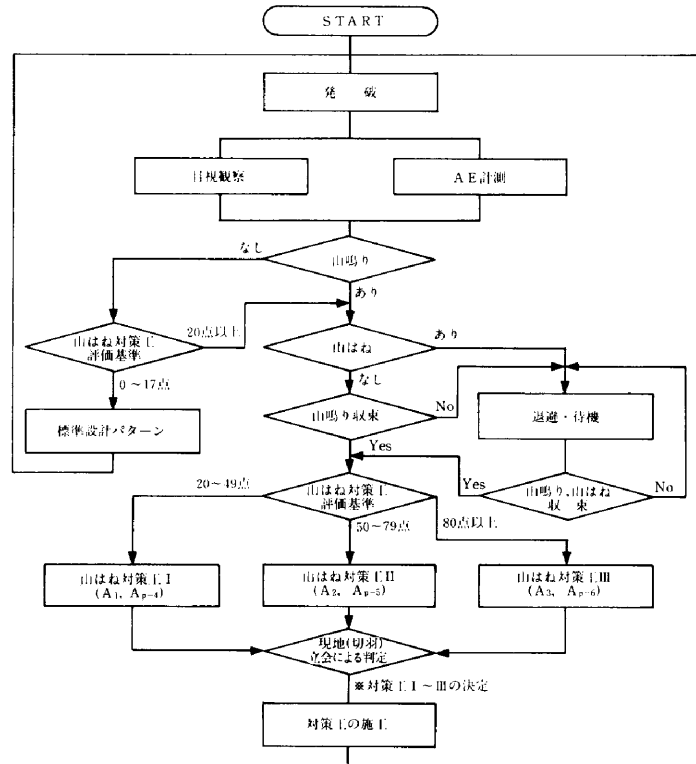 START
発 破
目視観察
AE計測
なし
山鳴り
あり
山はね対策工
評価基準
20点以上
山はね
あり
0～17点
なし
標準設計パターン
山鳴り収束
No
退避・待機
Yes
20～49点
山はね対策工
評価基準
Yes
山鳴り、山はね
収 束
No
50～79点
80点以上
山はね対策工I
(A₁, Aₚ₋₄)
山はね対策工II
(A₂, Aₚ₋₅)
山はね対策工III
(A₃, Aₚ₋₆)
現地(切羽)
立会による判定
※対策工I～IIIの決定
対策工の施工